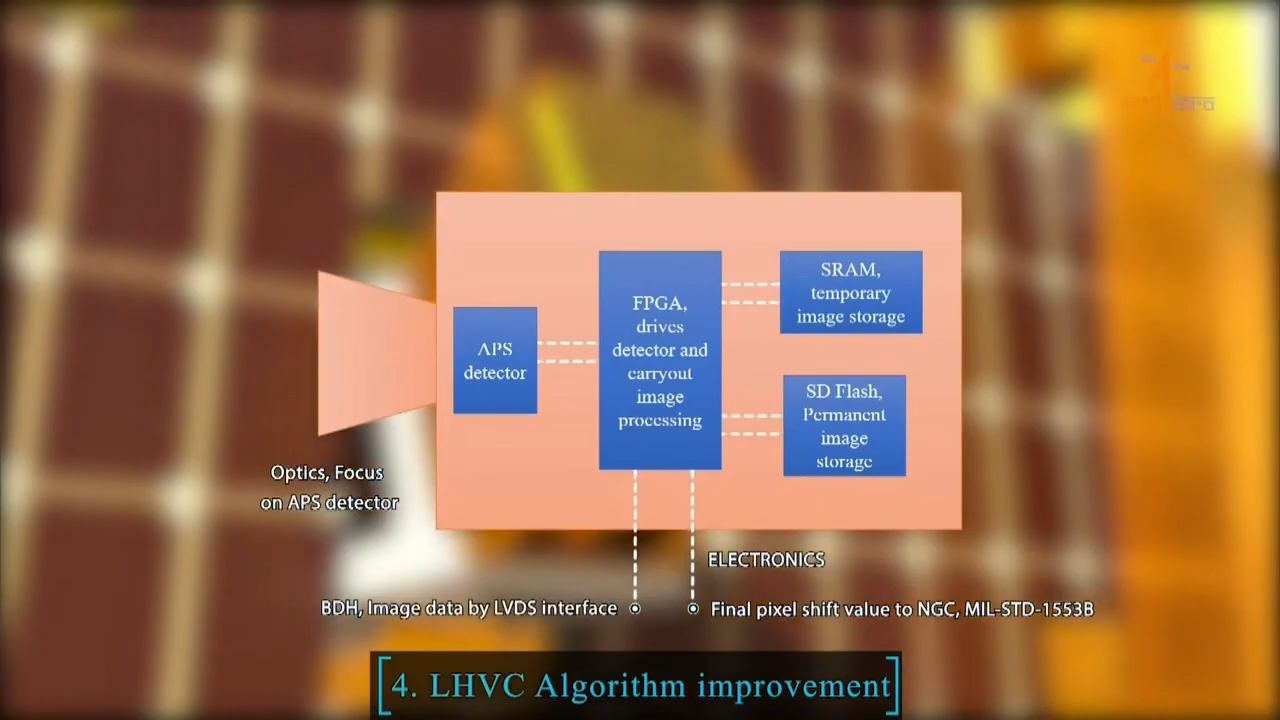 isro
FPGA,
drives
detector and
carryout
image
processing
SRAM,
temporary
image storage
APS
detector
SD Flash,
Permanent
image
storage
Optics, Focus
on APS detector
ELECTRONICS
BDH, Image data by LVDS interface
Final pixel shift value to NGC, MIL-STD-1553B
4. LHVC Algorithm improvement